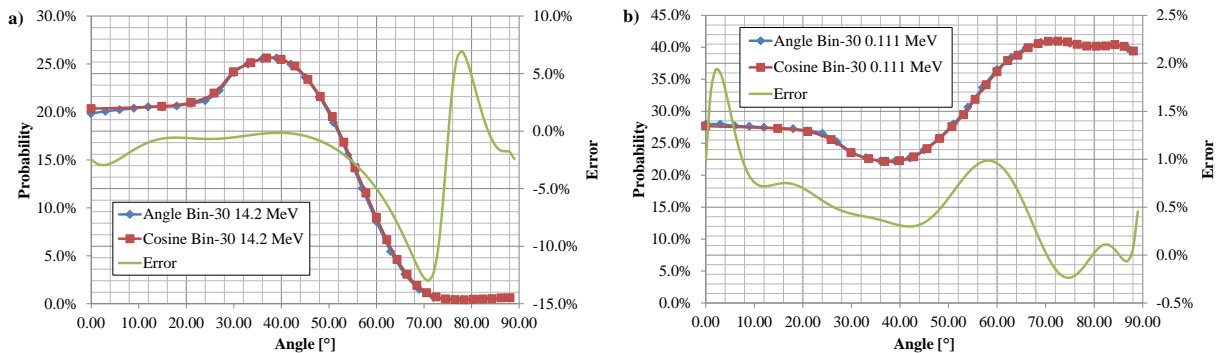 a)
30.0%
25.0%
20.0%
15.0%
10.0%
5.0%
0.0%
Probability
10.0%
5.0%
0.0%
-5.0%
-10.0%
-15.0%
Error
Angle Bin-30 14.2 MeV
Cosine Bin-30 14.2 MeV
Error
0.00 10.00 20.00 30.00 40.00 50.00 60.00 70.00 80.00 90.00
Angle [°]
b)
45.0%
40.0%
35.0%
30.0%
25.0%
20.0%
15.0%
10.0%
5.0%
0.0%
Probability
2.5%
2.0%
1.5%
1.0%
0.5%
0.0%
-0.5%
Error
Angle Bin-30 0.111 MeV
Cosine Bin-30 0.111 MeV
Error
0.00 10.00 20.00 30.00 40.00 50.00 60.00 70.00 80.00 90.00
Angle [°]